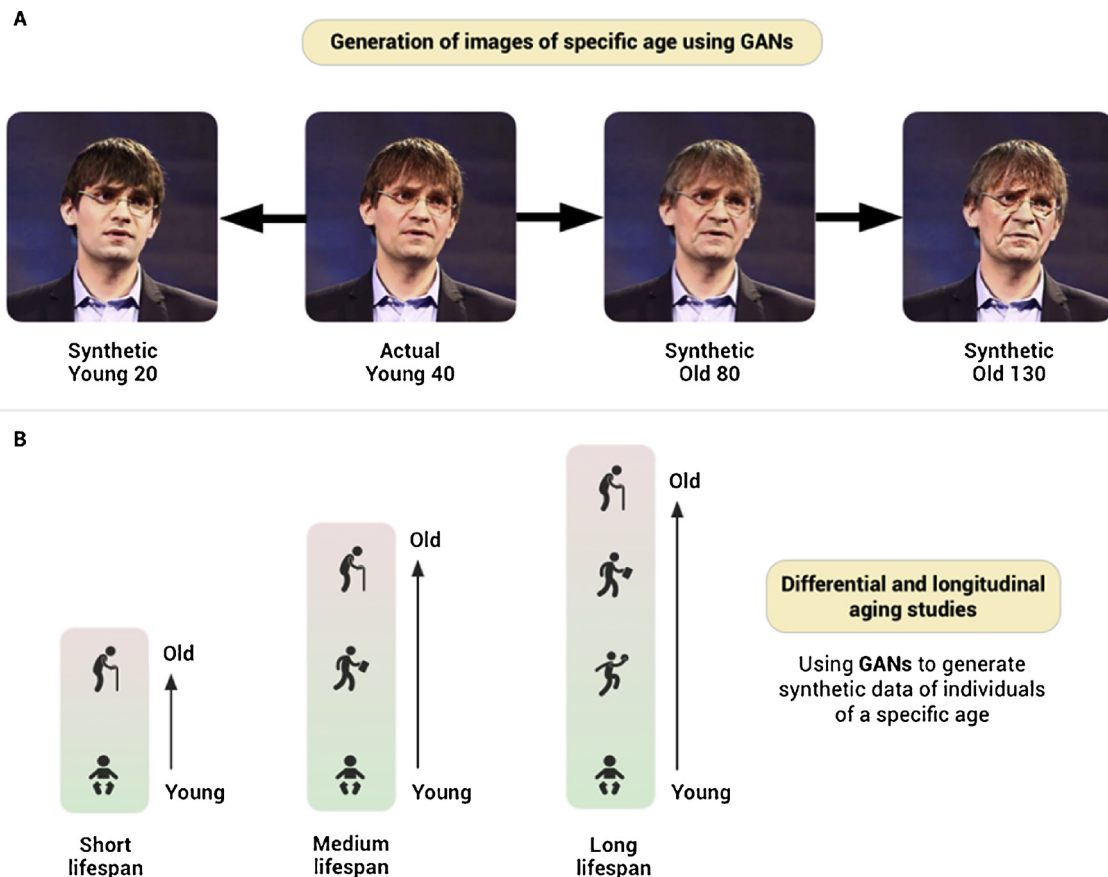 A
Generation of images of specific age using GANs
Synthetic
Young 20
Actual
Young 40
Synthetic
Old 80
Synthetic
Old 130
B
Old
Young
Short
lifespan
Old
Young
Medium
lifespan
Old
Young
Long
lifespan
Differential and longitudinal
aging studies
Using GANs to generate
synthetic data of individuals
of a specific age